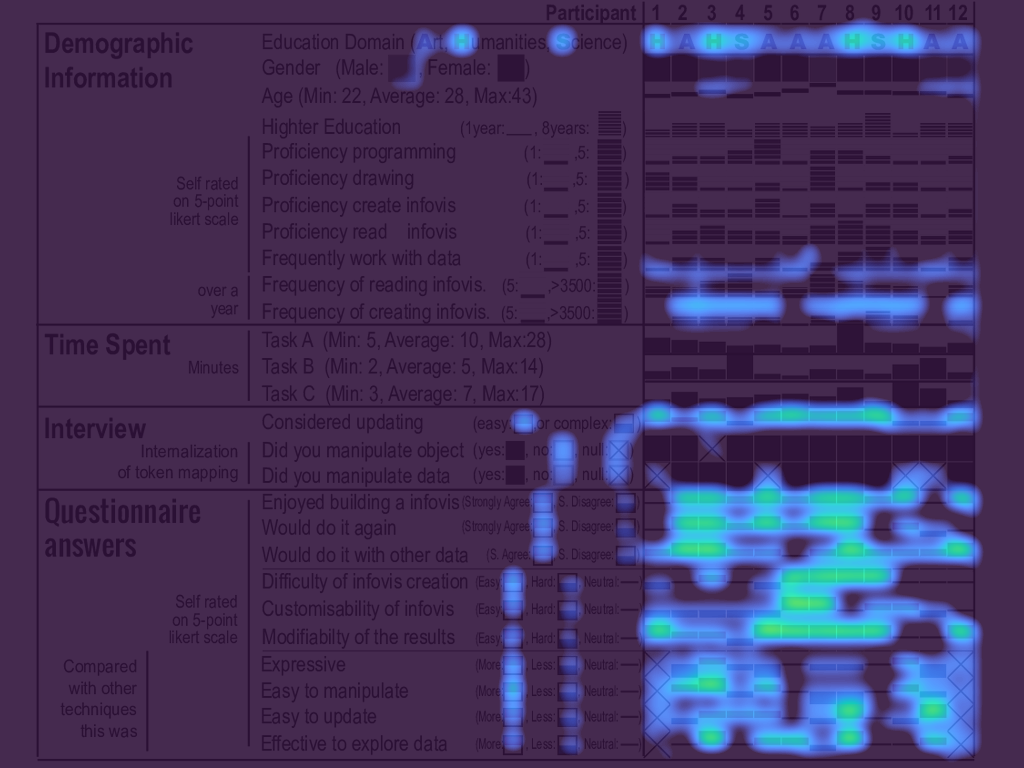 Participant 1 2 3 4 5 6 7 8 9 10 11 12
Demographic Information
Education Domain (Art, Humanities, Science) H A H S A A A H S H A A
Gender (Male: , Female: )
Age (Min: 22, Average: 28, Max:43)
Highter Education (1year: , 8years: )
Self rated on 5-point likert scale
Proficiency programming (1: ,5: )
Proficiency drawing (1: ,5: )
Proficiency create infovis (1: ,5: )
Proficiency read infovis (1: ,5: )
Frequently work with data (1: ,5: )
over a year
Frequency of reading infovis. (5: ,>3500: )
Frequency of creating infovis. (5: ,>3500: )
Time Spent
Minutes
Task A (Min: 5, Average: 10, Max:28)
Task B (Min: 2, Average: 5, Max:14)
Task C (Min: 3, Average: 7, Max:17)
Interview
Internalization of token mapping
Considered updating (easy: or complex: )
Did you manipulate object (yes: , no: , null: )
Did you manipulate data (yes: , no: , null: )
Questionnaire answers
Enjoyed building a infovis (Strongly Agree , S. Disagree: )
Would do it again (Strongly Agree , S. Disagree: )
Would do it with other data (S. Agree: , S. Disagree: )
Self rated on 5-point likert scale
Difficulty of infovis creation (Easy: , Hard: , Neutral: )
Customisability of infovis (Easy: , Hard: , Neutral: )
Modifiabilty of the results (Easy: , Hard: , Neutral: )
Compared with other techniques this was
Expressive (More: , Less: , Neutral: )
Easy to manipulate (More: , Less: , Neutral: )
Easy to update (More: , Less: , Neutral: )
Effective to explore data (More: , Less: , Neutral: )